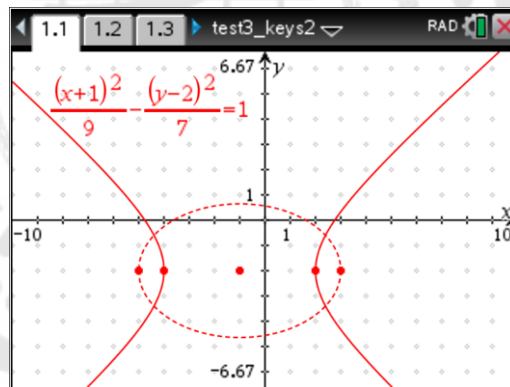 1.1 1.2 1.3 test3_keys2 RAD
6.67 y
(x+1)²/9 - (y-2)²/7 = 1
1
x
-10 1 10
-6.67